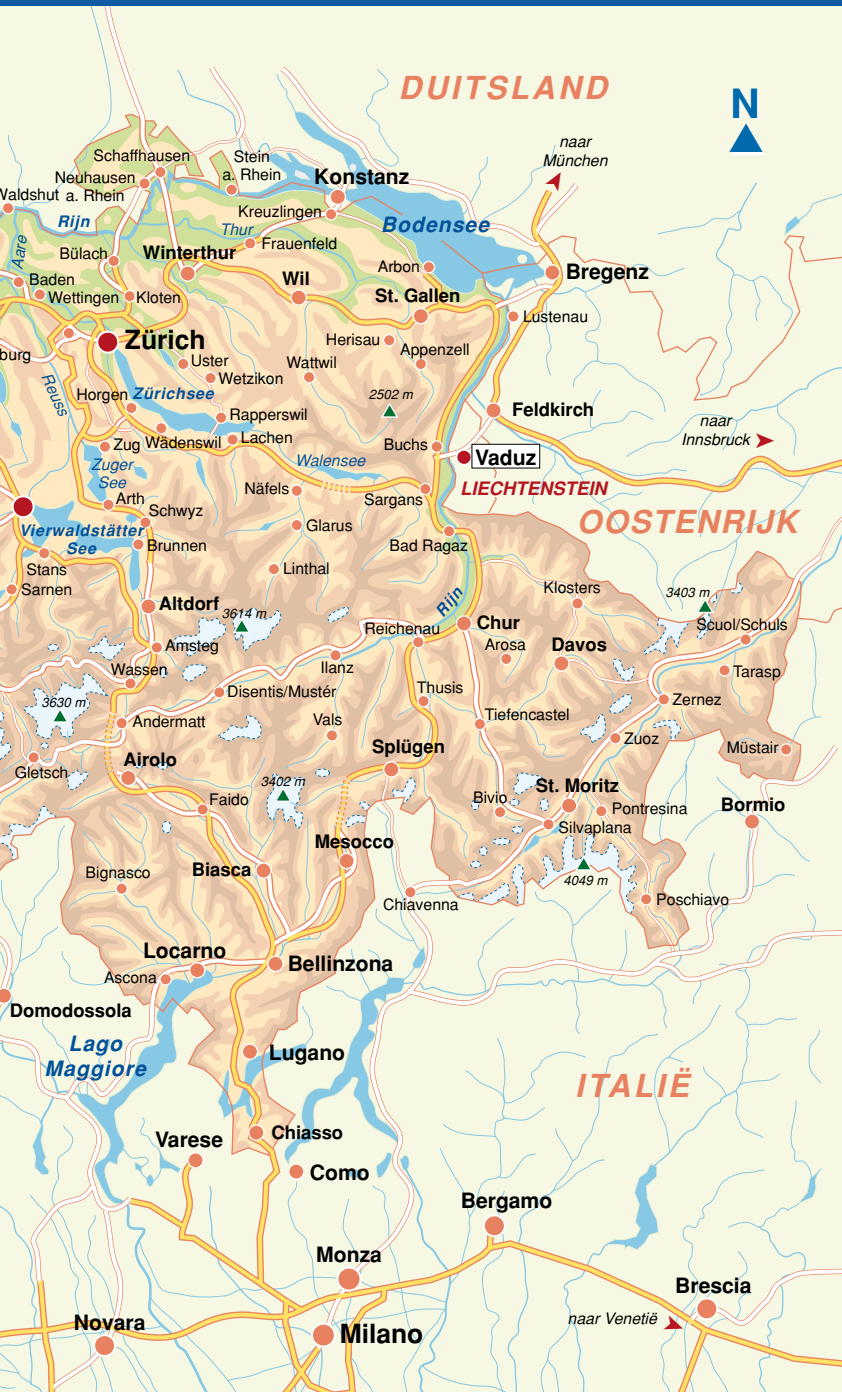 DUITSLAND
N
naar
München
Schaffhausen
Stein
a. Rhein
Neuhausen
a. Rhein
Konstanz
Waldshut
Kreuzlingen
Rijn
Thur
Bodensee
Aare
Bülach
Winterthur
Frauenfeld
Arbon
Bregenz
Baden
Wil
St. Gallen
Wettingen
Kloten
Lustenau
Zürich
Herisau
Appenzell
burg
Uster
Wattwil
Wetzikon
Reuss
Horgen
Zürichsee
2502 m
Rapperswil
Feldkirch
naar
Innsbruck
Zug
Wädenswil
Lachen
Buchs
Vaduz
Zuger
See
Walensee
Näfels
Sargans
LIECHTENSTEIN
Arth
Schwyz
OOSTENRIJK
Vierwaldstätter
See
Glarus
Brunnen
Bad Ragaz
Stans
Linthal
Sarnen
Klosters
3403 m
Altdorf
3614 m
Rijn
Chur
Scuol/Schuls
Reichenau
Amsteg
Arosa
Davos
Wassen
Ilanz
Tarasp
3630 m
Disentis/Mustér
Thusis
Zernez
Andermatt
Vals
Tiefencastel
Zuoz
Müstair
Gletsch
Airolo
Splügen
3402 m
St. Moritz
Faido
Bivio
Pontresina
Bormio
Silvaplana
Mesocco
Bignasco
Biasca
4049 m
Chiavenna
Poschiavo
Locarno
Bellinzona
Ascona
Domodossola
Lago
Maggiore
Lugano
ITALIË
Chiasso
Varese
Como
Bergamo
Monza
Brescia
naar Venetië
Novara
Milano